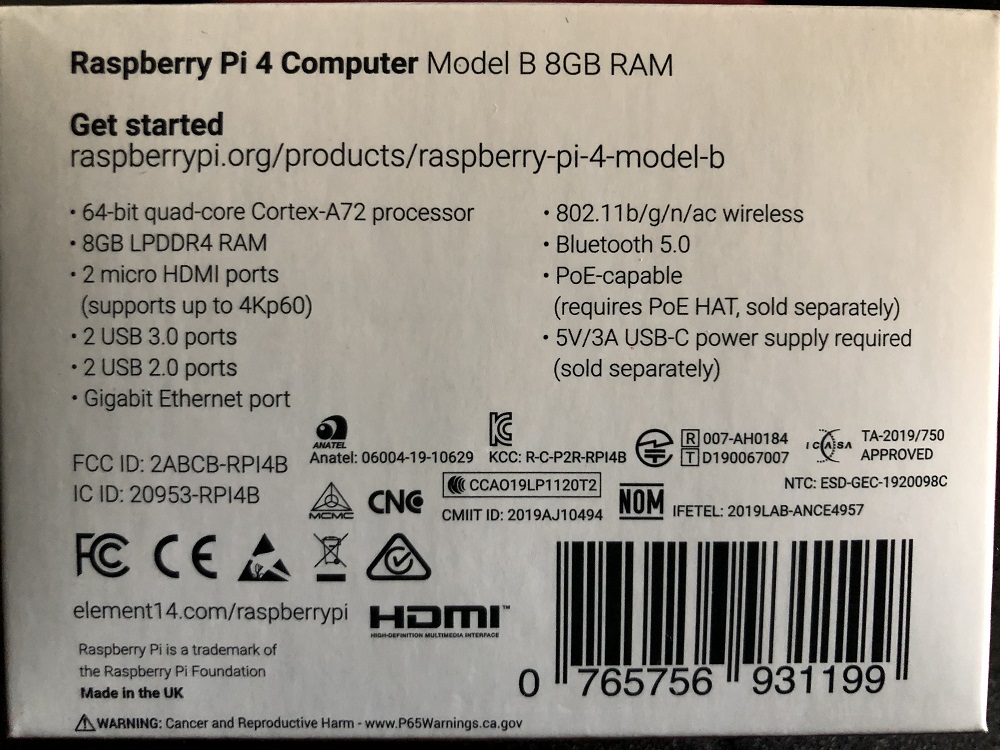 Raspberry Pi 4 Computer Model B 8GB RAM
Get started
raspberrypi.org/products/raspberry-pi-4-model-b
· 64-bit quad-core Cortex-A72 processor
· 8GB LPDDR4 RAM
· 2 micro HDMI ports
(supports up to 4Kp60)
· 2 USB 3.0 ports
· 2 USB 2.0 ports
· Gigabit Ethernet port
· 802.11b/g/n/ac wireless
· Bluetooth 5.0
· PoE-capable
(requires PoE HAT, sold separately)
· 5V/3A USB-C power supply required
(sold separately)
FCC ID: 2ABCB-RPI4B
IC ID: 20953-RPI4B
ANATEL
Anatel: 06004-19-10629
KCC: R-C-P2R-RPI4B
R 007-AH0184
T D190067007
ICASA
TA-2019/750
APPROVED
NTC: ESD-GEC-1920098C
MCMC
CNC
CCAO19LP1120T2
CMIIT ID: 2019AJ10494
NOM
IFETEL: 2019LAB-ANCE4957
FC CE
element14.com/raspberrypi
HDMI™
HIGH-DEFINITION MULTIMEDIA INTERFACE
Raspberry Pi is a trademark of
the Raspberry Pi Foundation
Made in the UK
0 765756 931199
WARNING: Cancer and Reproductive Harm - www.P65Warnings.ca.gov